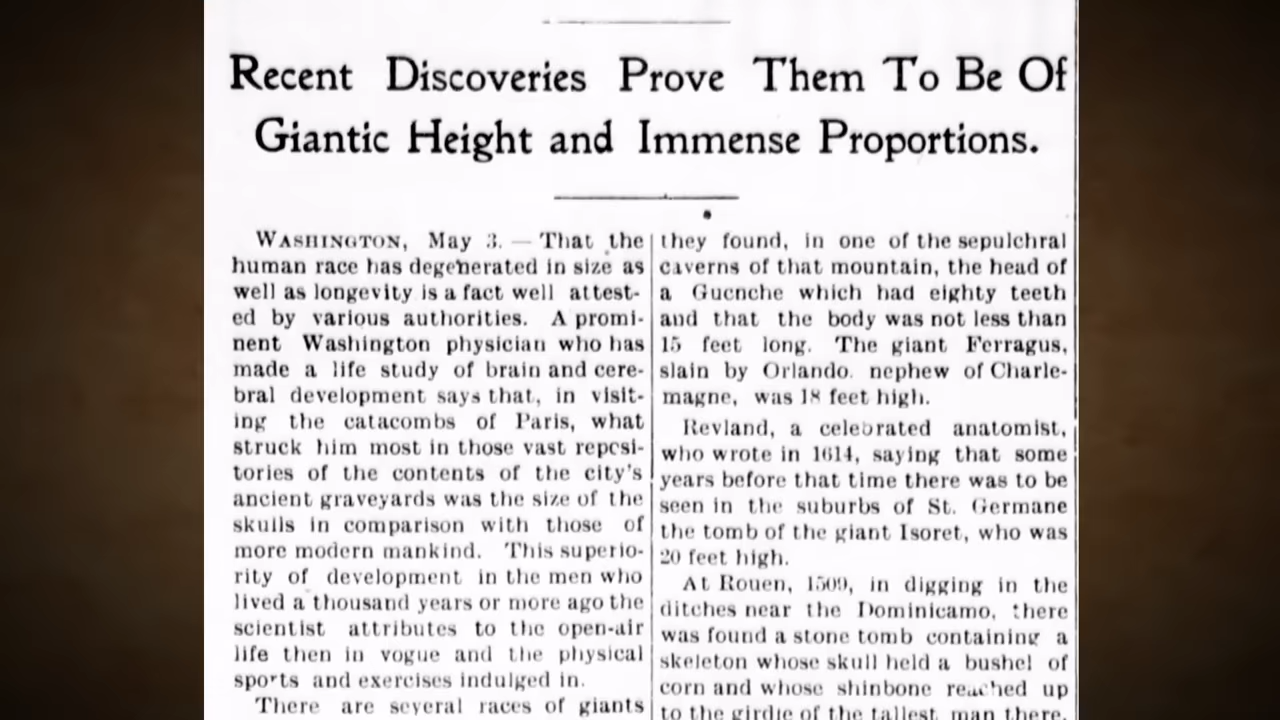 Recent Discoveries Prove Them To Be Of
Giantic Height and Immense Proportions.
WASHINGTON, May 3. — That the
human race has degenerated in size as
well as longevity is a fact well attest-
ed by various authorities. A promi-
nent Washington physician who has
made a life study of brain and cere-
bral development says that, in visit-
ing the catacombs of Paris, what
struck him most in those vast reposi-
tories of the contents of the city's
ancient graveyards was the size of the
skulls in comparison with those of
more modern mankind. This superio-
rity of development in the men who
lived a thousand years or more ago the
scientist attributes to the open-air
life then in vogue and the physical
sports and exercises indulged in.
There are several races of giants
they found, in one of the sepulchral
caverns of that mountain, the head of
a Guenche which had eighty teeth
and that the body was not less than
15 feet long. The giant Ferragus,
slain by Orlando. nephew of Charle-
magne, was 18 feet high.
Revland, a celebrated anatomist,
who wrote in 1614, saying that some
years before that time there was to be
seen in the suburbs of St. Germane
the tomb of the giant Isoret, who was
20 feet high.
At Rouen, 1509, in digging in the
ditches near the Dominicamo, there
was found a stone tomb containing a
skeleton whose skull held a bushel of
corn and whose shinbone reached up
to the girdle of the tallest man there,